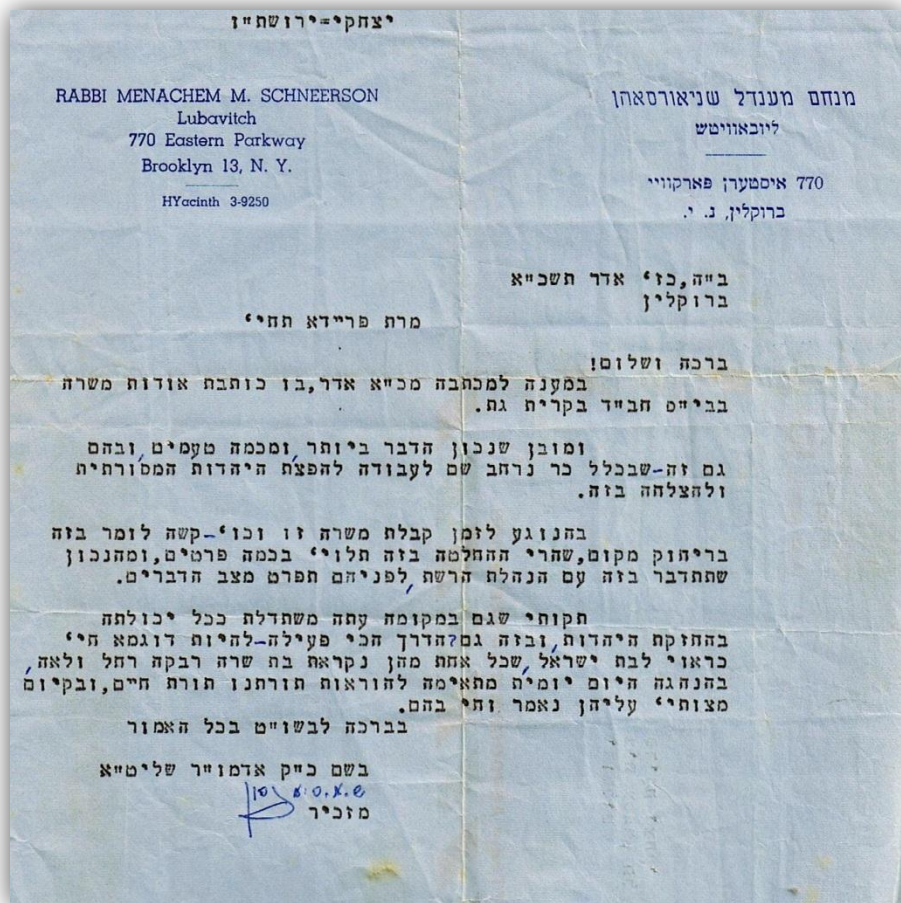 יצחקי=ירושת"ו
RABBI MENACHEM M. SCHNEERSON
Lubavitch
770 Eastern Parkway
Brooklyn 13, N. Y.
HYacinth 3-9250
מנחם מענדל שניאורסאהן
ליובאוויטש
770 איסטערן פארקוויי
ברוקלין, נ. י.
ב"ה,כז' אדר תשכ"א
ברוקלין
מרת פריידא תחי'
ברכה ושלום!
במענה למכתבה מכ"א אדר,בו כותבת אודות משרה
בבי"ס חב"ד בקרית גת.
ומובן שנכון הדבר ביותר,ומכמה טעמים,ובהם
גם זה-שבכלל כר נרחב שם לעבודה להפצת היהדות המסורתית
ולהצלחה בזה.
בהנוגע לזמן קבלת משרה זו וכו'-קשה לומר בזה
בריחוק מקום,שהרי ההחלטה בזה תלוי' בכמה פרטים,ומהנכון
שתתדבר בזה עם הנהלת הרשת,לפניהם תפרט מצב הדברים.
תקותי שגם במקומה עתה משתדלת ככל יכולתה
בהחזקת היהדות,ובזה גם הדרך הכי פעילה-להיות דוגמא חי'
כראוי לבת ישראל,שכל אחת מהן נקראת בת שרה רבקה רחל ולאה,
בהנהגה היום יומית מתאימה להוראות תורתנו תורת חיים,ובקיום
מצותי' עליהן נאמר וחי בהם.
בברכה לבשו"ט בכל האמור
בשם כ"ק אדמו"ר שליט"א
מזכיר